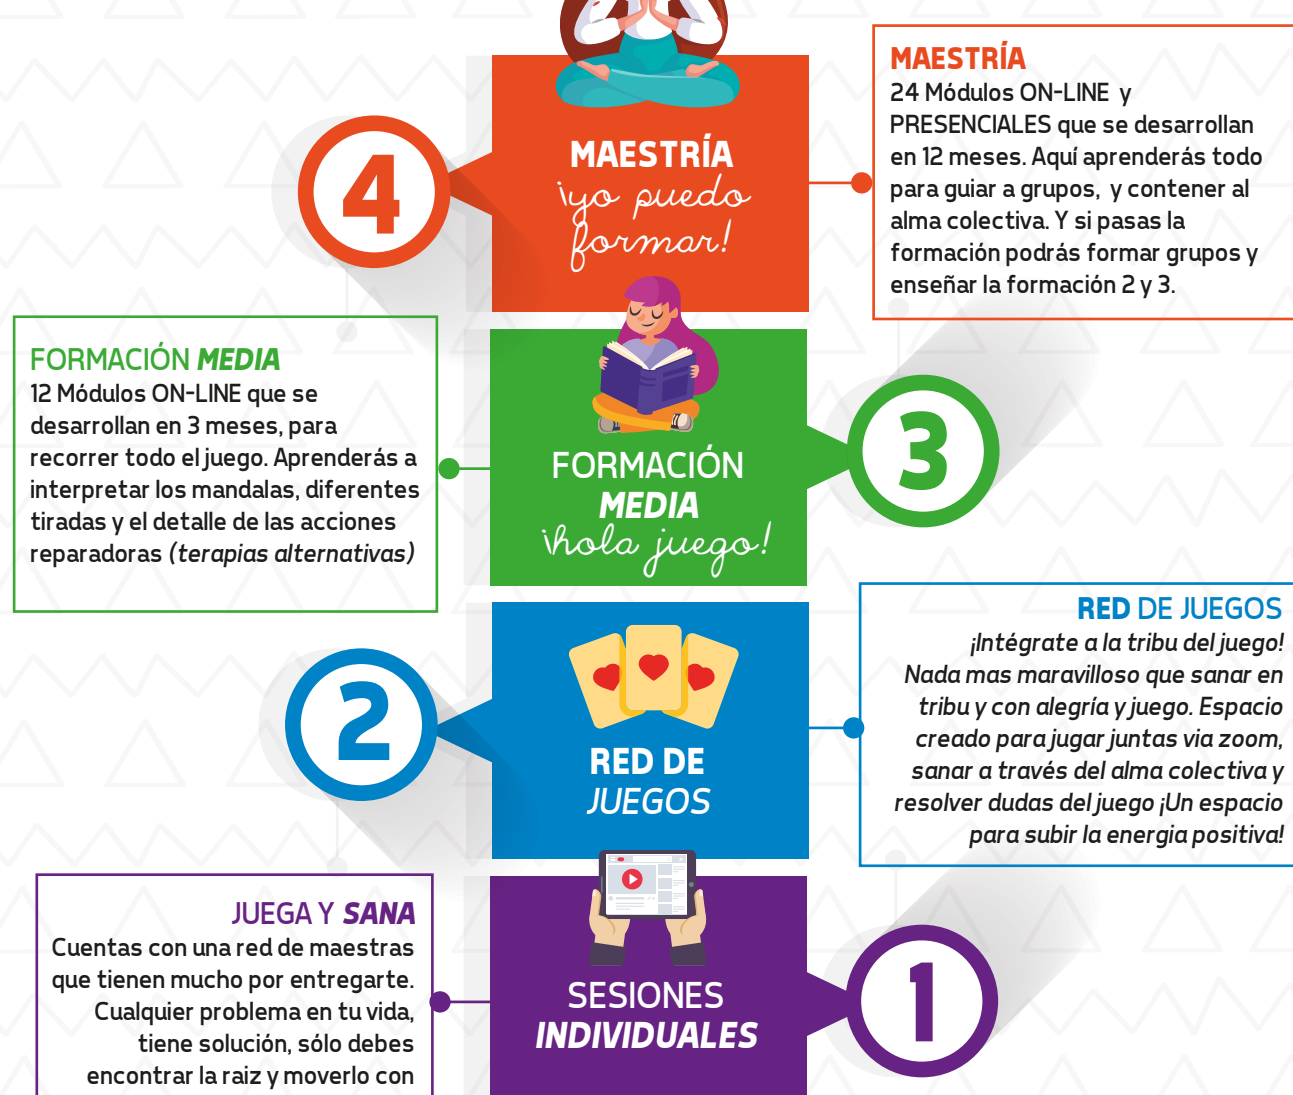 MAESTRÍA
24 Módulos ON-LINE y
PRESENCIALES que se desarrollan
en 12 meses. Aquí aprenderás todo
para guiar a grupos, y contener al
alma colectiva. Y si pasas la
formación podrás formar grupos y
enseñar la formación 2 y 3.
4
MAESTRÍA
¡yo puedo
formar!
FORMACIÓN MEDIA
12 Módulos ON-LINE que se
desarrollan en 3 meses, para
recorrer todo el juego. Aprenderás a
interpretar los mandalas, diferentes
tiradas y el detalle de las acciones
reparadoras (terapias alternativas)
FORMACIÓN
MEDIA
¡hola juego!
3
RED DE JUEGOS
¡Intégrate a la tribu del juego!
Nada mas maravilloso que sanar en
tribu y con alegría y juego. Espacio
creado para jugar juntas via zoom,
sanar a través del alma colectiva y
resolver dudas del juego ¡Un espacio
para subir la energia positiva!
2
RED DE
JUEGOS
JUEGA Y SANA
Cuentas con una red de maestras
que tienen mucho por entregarte.
Cualquier problema en tu vida,
tiene solución, sólo debes
encontrar la raiz y moverlo con
SESIONES
INDIVIDUALES
1